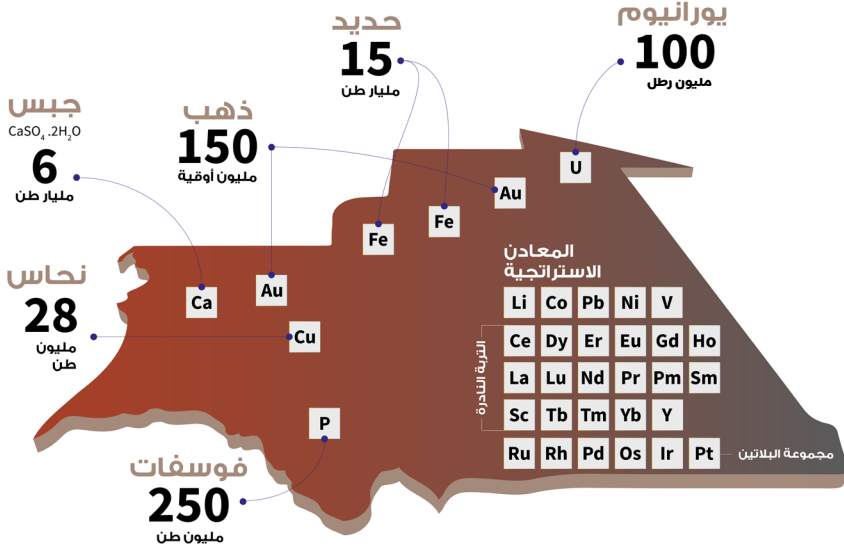 يورانيوم
100
مليون رطل
حديد
15
مليار طن
ذهب
150
مليون أوقية
جبس
CaSO₄ .2H₂O
6
مليار طن
نحاس
28
مليون
طن
فوسفات
250
مليون طن
U
Au
Fe
Fe
Au
Ca
Cu
P
المعادن
الاستراتجية
Li Co Pb Ni V
التربة النادرة
Ce Dy Er Eu Gd Ho
La Lu Nd Pr Pm Sm
Sc Tb Tm Yb Y
Ru Rh Pd Os Ir Pt
مجموعة البلاتين